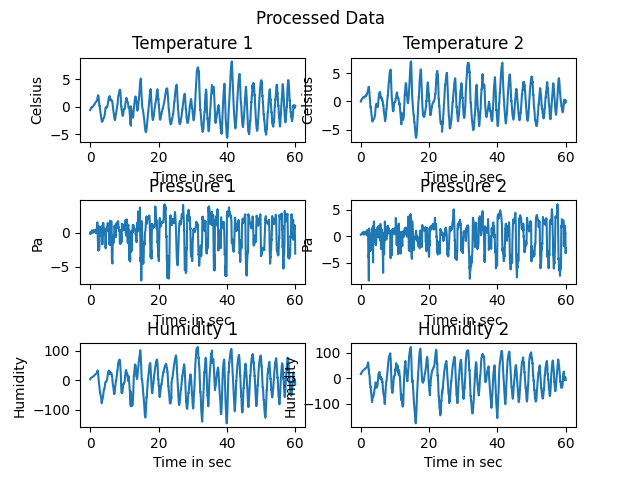 Processed Data
Temperature 1
Temperature 2
Celsius
5
0
−5
0
20
40
60
Time in sec
Celsius
5
0
−5
0
20
40
60
Time in sec
Pressure 1
Pressure 2
Pa
0
−5
0
20
40
60
Time in sec
Pa
5
0
−5
0
20
40
60
Time in sec
Humidity 1
Humidity 2
Humidity
100
0
−100
0
20
40
60
Time in sec
Humidity
100
0
−100
0
20
40
60
Time in sec